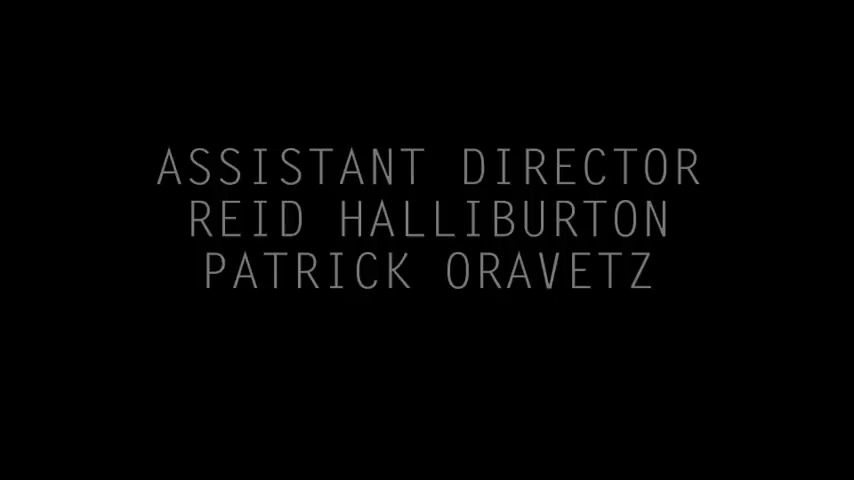 ASSISTANT DIRECTOR
REID HALLIBURTON
PATRICK ORAVETZ